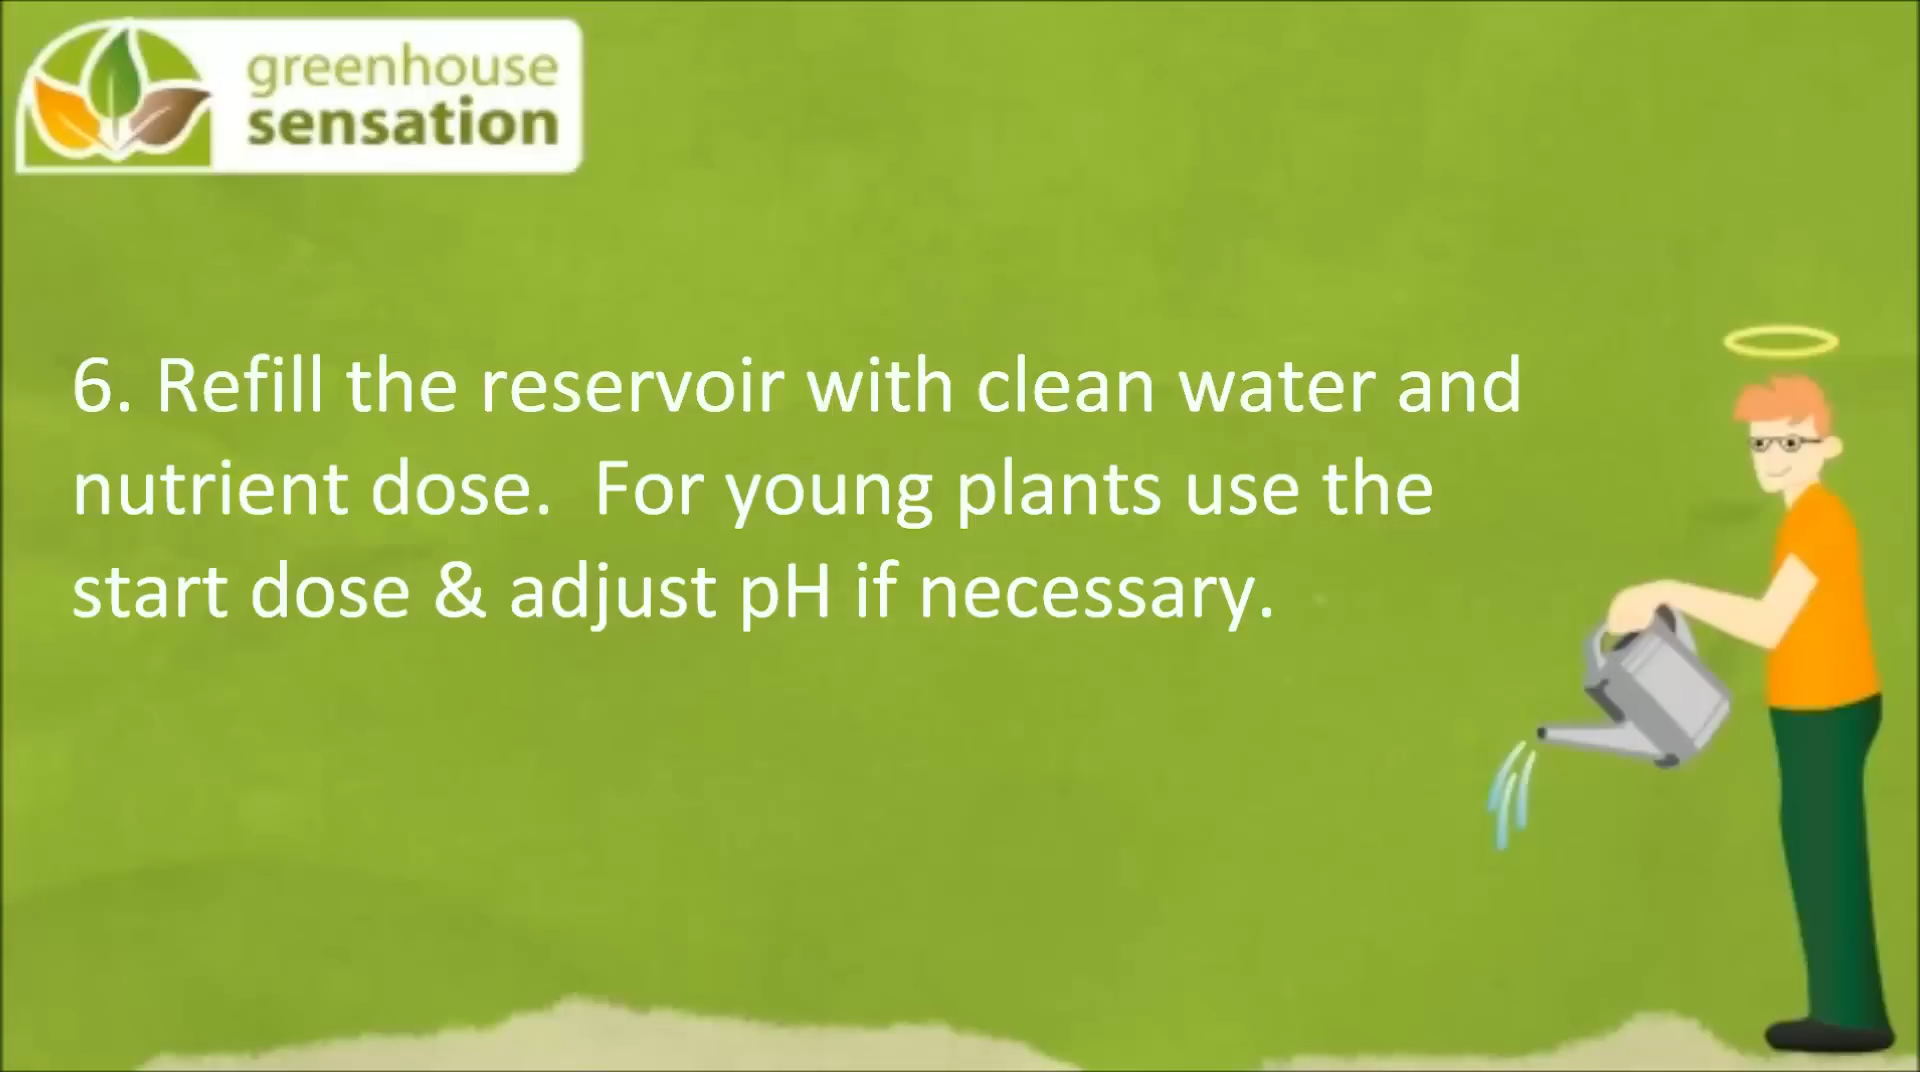 greenhouse
sensation
6. Refill the reservoir with clean water and
nutrient dose.  For young plants use the
start dose & adjust pH if necessary.